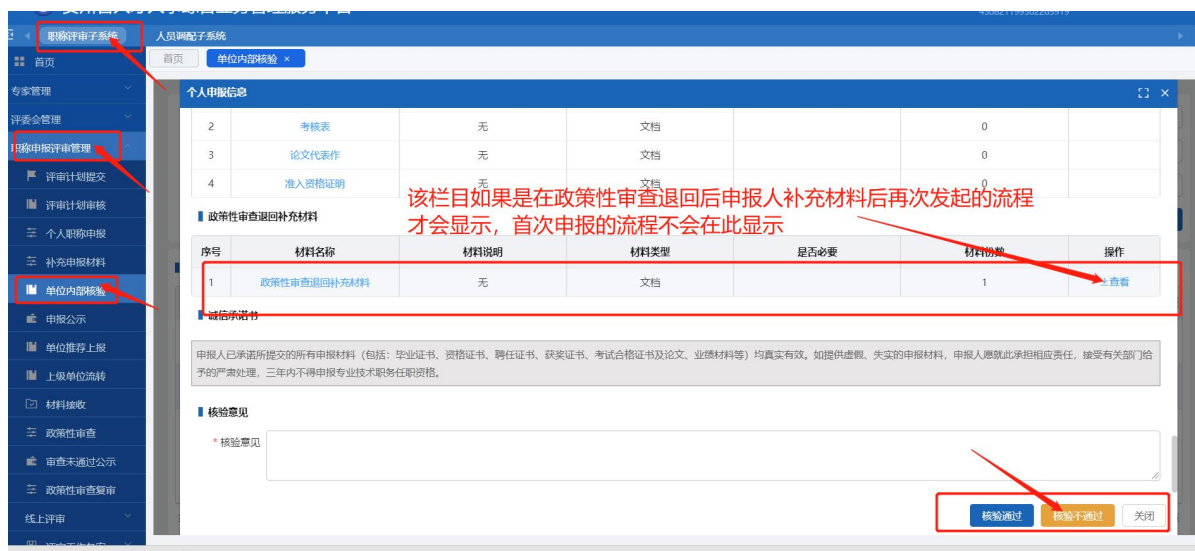 职称评审子系统
人员调配子系统
首页
专家管理
评委会管理
职称申报评审管理
评审计划提交
评审计划审核
个人职称申报
补充申报材料
单位内部核验
申报公示
单位推荐上报
上级单位流转
材料接收
政策性审查
审查未通过公示
政策性审查复审
线上评审
首页
单位内部核验 ×
个人申报信息
2 考核表 无 文档 0
3 论文代表作 无 文档 0
4 准入资格证明 无 文档 0
该栏目如果是在政策性审查退回后申报人补充材料后再次发起的流程
才会显示，首次申报的流程不会在此显示
政策性审查退回补充材料
序号 材料名称 材料说明 材料类型 是否必要 材料份数 操作
1 政策性审查退回补充材料 无 文档 1 查看
诚信承诺书
申报人已承诺所提交的所有申报材料（包括：毕业证书、资格证书、聘任证书、获奖证书、考试合格证书及论文、业绩材料等）均真实有效。如提供虚假、失实的申报材料，申报人愿就此承担相应责任，接受有关部门给
予的严肃处理，三年内不得申报专业技术职务任职资格。
核验意见
* 核验意见
核验通过 核验不通过 关闭